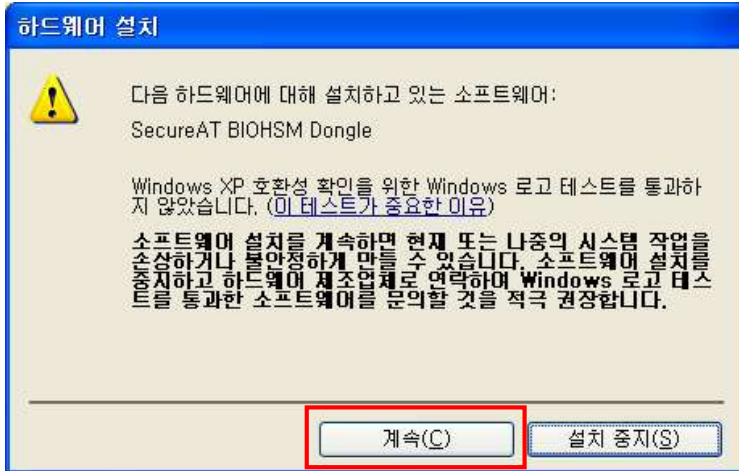 하드웨어 설치
다음 하드웨어에 대해 설치하고 있는 소프트웨어:
SecureAT BIOHSM Dongle
Windows XP 호환성 확인을 위한 Windows 로고 테스트를 통과하
지 않았습니다. (이 테스트가 중요한 이유)
소프트웨어 설치를 계속하면 현재 또는 나중의 시스템 작업을
손상하거나 불안정하게 만들 수 있습니다. 소프트웨어 설치를
중지하고 하드웨어 제조업체로 연락하여 Windows 로고 테스
트를 통과한 소프트웨어를 문의할 것을 적극 권장합니다.
계속(C)
설치 중지(S)